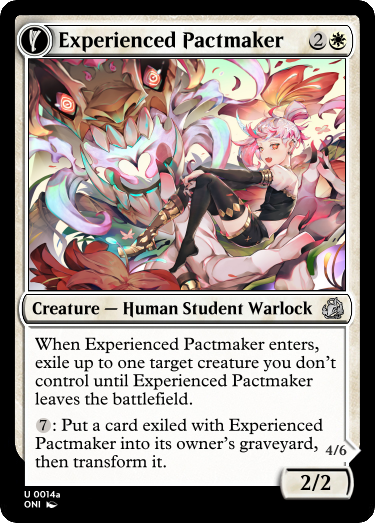 Experienced Pactmaker 2
Creature — Human Student Warlock
When Experienced Pactmaker enters,
exile up to one target creature you don't
control until Experienced Pactmaker
leaves the battlefield.
7: Put a card exiled with Experienced
Pactmaker into its owner's graveyard,
then transform it.
4/6
2/2
U 0014a
ONI